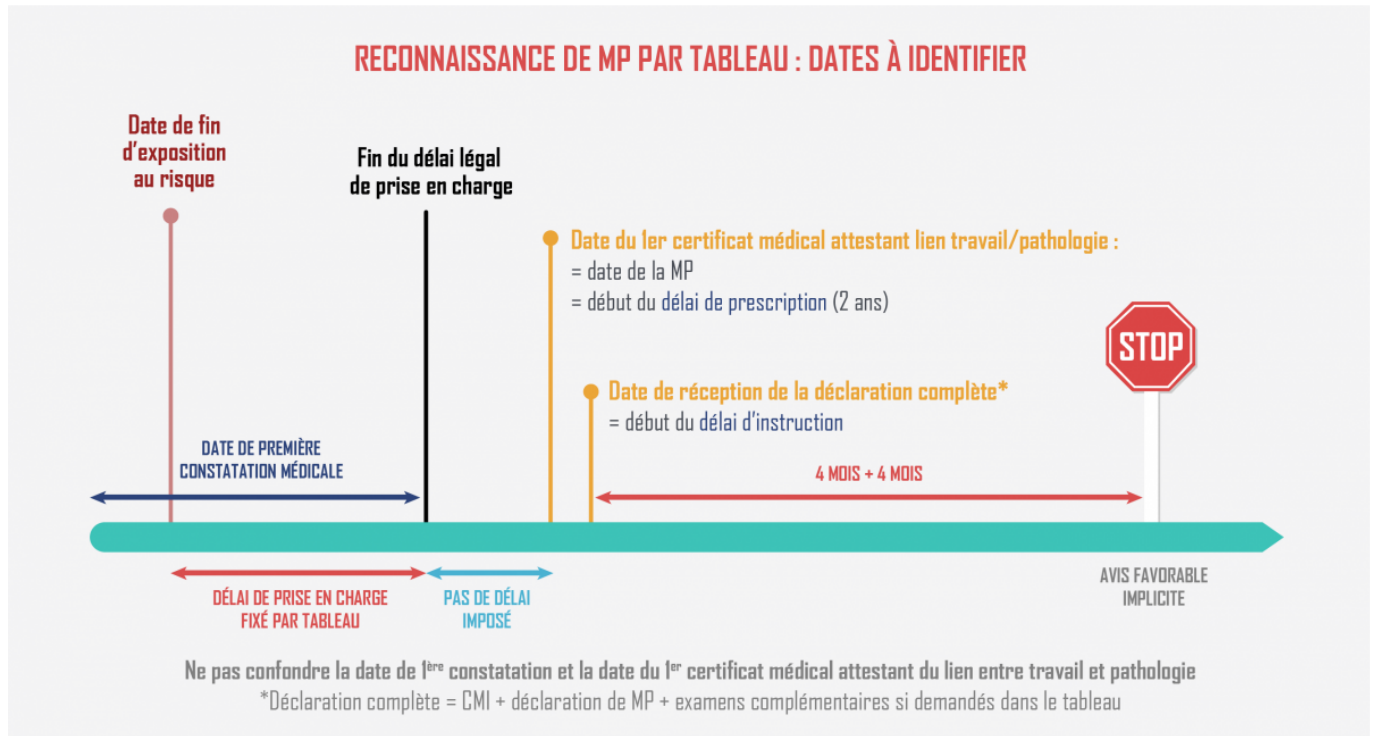 RECONNAISSANCE DE MP PAR TABLEAU : DATES À IDENTIFIER
Date de fin
d'exposition
au risque
Fin du délai légal
de prise en charge
Date du 1er certificat médical attestant lien travail/pathologie :
= date de la MP
= début du délai de prescription (2 ans)
STOP
Date de réception de la déclaration complète*
= début du délai d'instruction
DATE DE PREMIÈRE
CONSTATATION MÉDICALE
4 MOIS + 4 MOIS
DÉLAI DE PRISE EN CHARGE
FIXÉ PAR TABLEAU
PAS DE DÉLAI
IMPOSÉ
AVIS FAVORABLE
IMPLICITE
Ne pas confondre la date de 1ère constatation et la date du 1er certificat médical attestant du lien entre travail et pathologie
*Déclaration complète = CMI + déclaration de MP + examens complémentaires si demandés dans le tableau